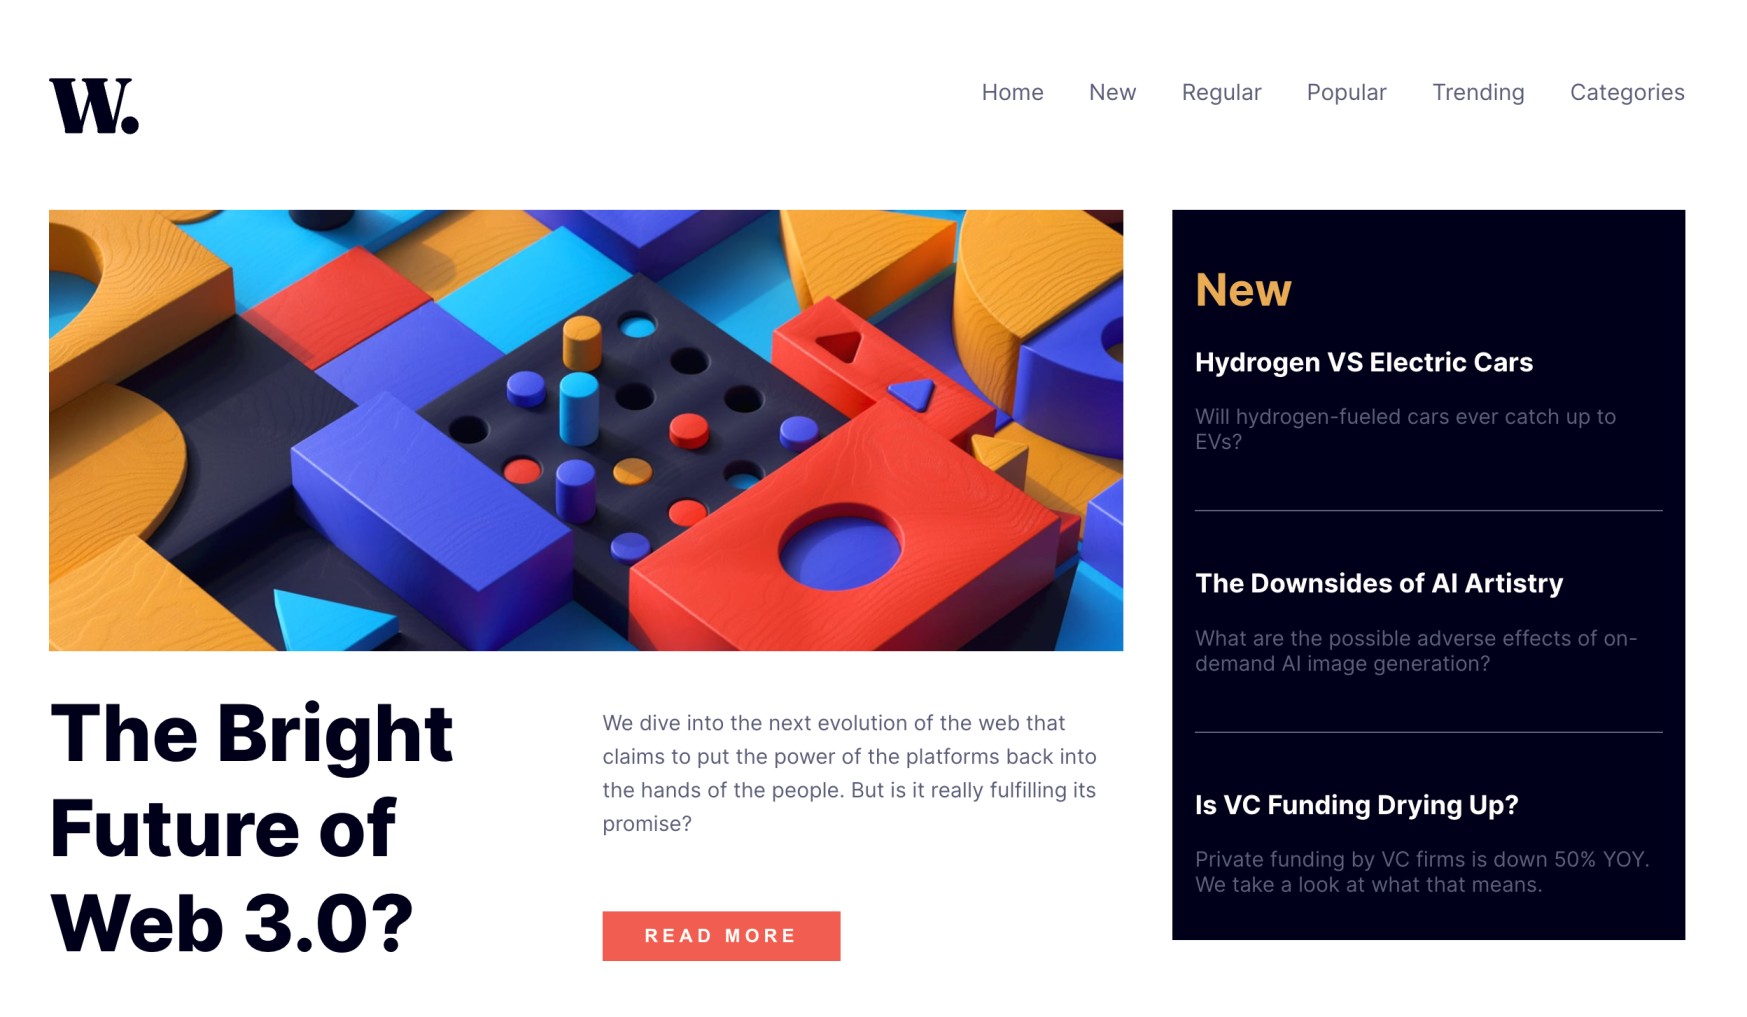 W.
Home
New
Regular
Popular
Trending
Categories
The Bright
Future of
Web 3.0?
We dive into the next evolution of the web that
claims to put the power of the platforms back into
the hands of the people. But is it really fulfilling its
promise?
READ MORE
New
Hydrogen VS Electric Cars
Will hydrogen-fueled cars ever catch up to
EVs?
The Downsides of AI Artistry
What are the possible adverse effects of on-
demand AI image generation?
Is VC Funding Drying Up?
Private funding by VC firms is down 50% YOY.
We take a look at what that means.